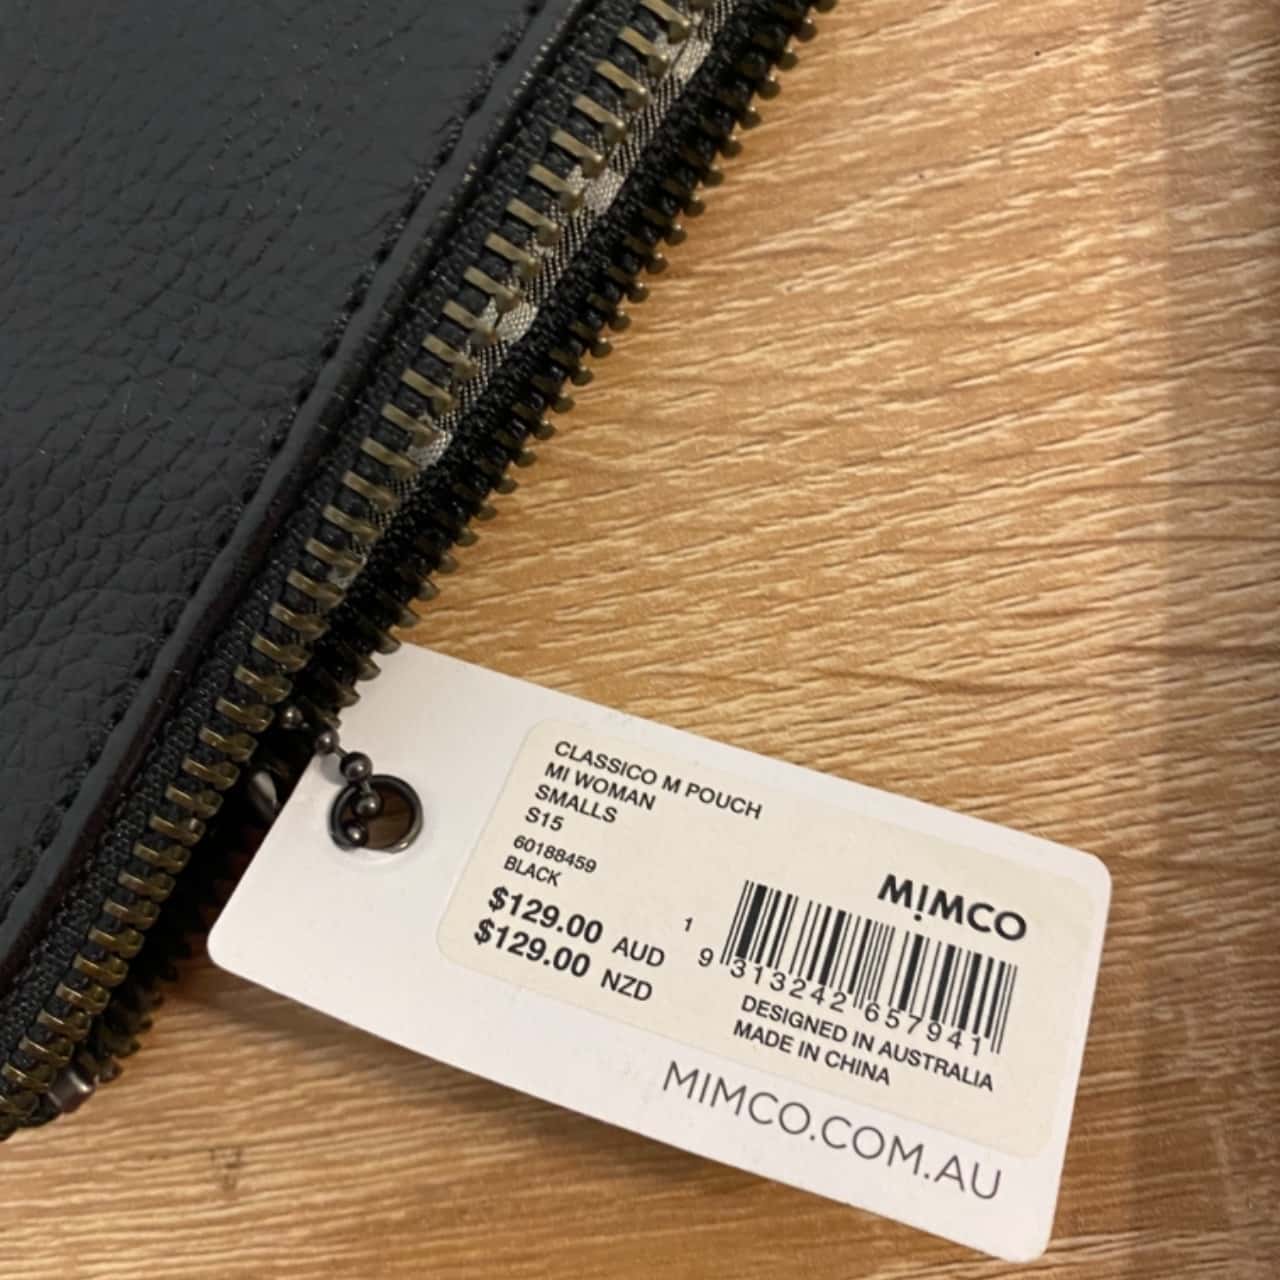 CLASSICO M POUCH
MI WOMAN
SMALLS
S15
60188459
BLACK
$129.00 AUD
$129.00 NZD
MIMCO
1
9 313242 657941
DESIGNED IN AUSTRALIA
MADE IN CHINA
MIMCO.COM.AU